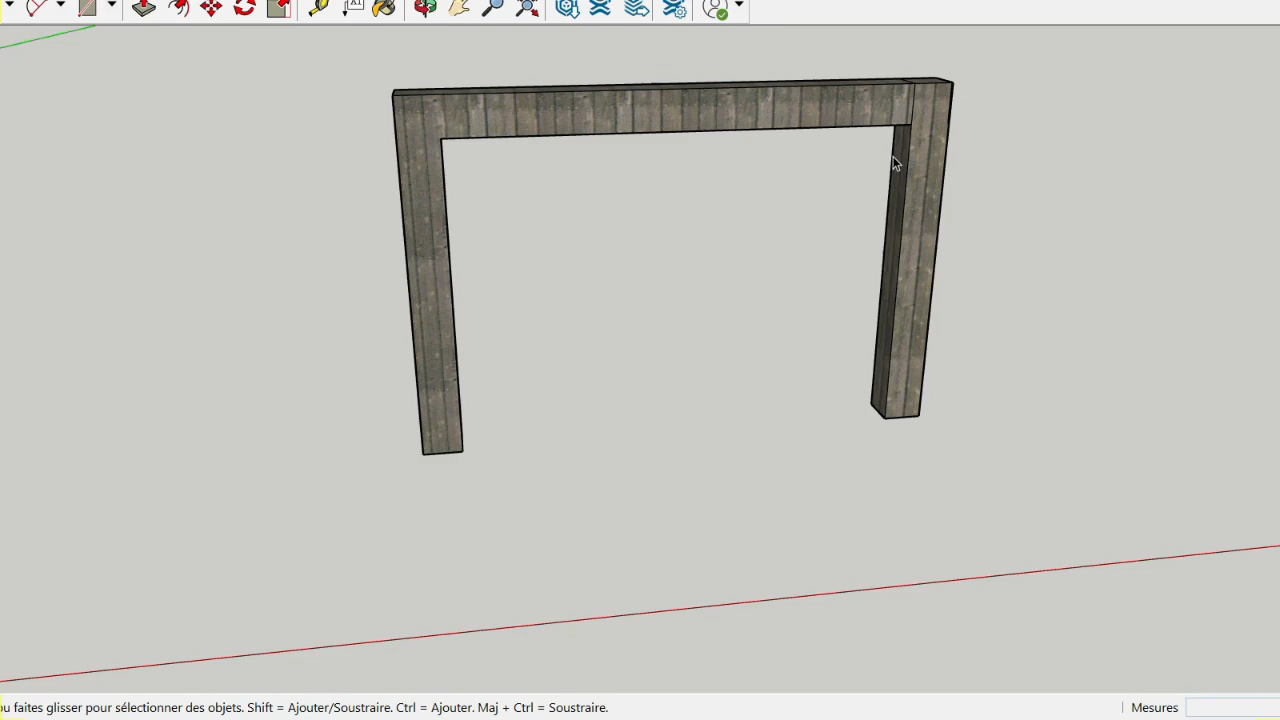 ou faites glisser pour sélectionner des objets. Shift = Ajouter/Soustraire. Ctrl = Ajouter. Maj + Ctrl = Soustraire.
Mesures